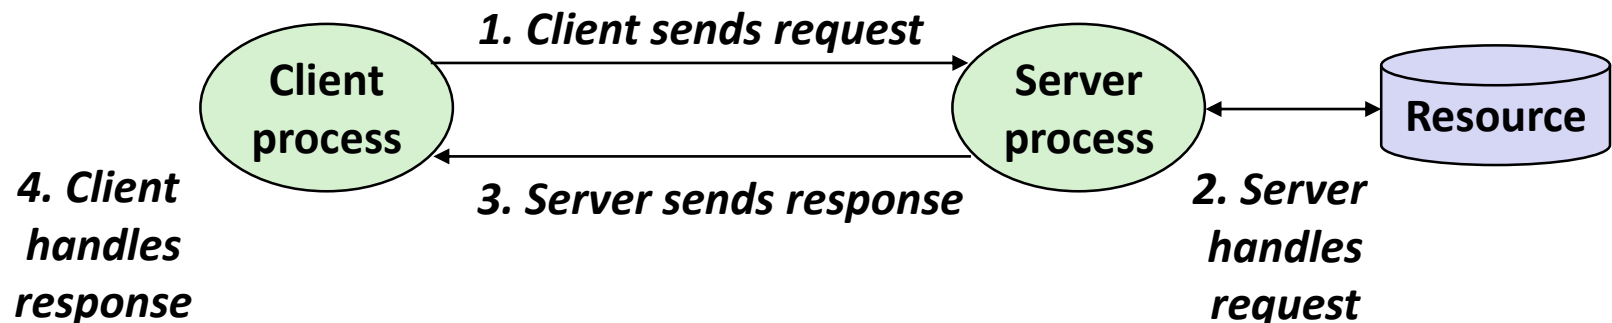 1. Client sends request
Client
process
Server
process
Resource
3. Server sends response
4. Client
handles
response
2. Server
handles
request